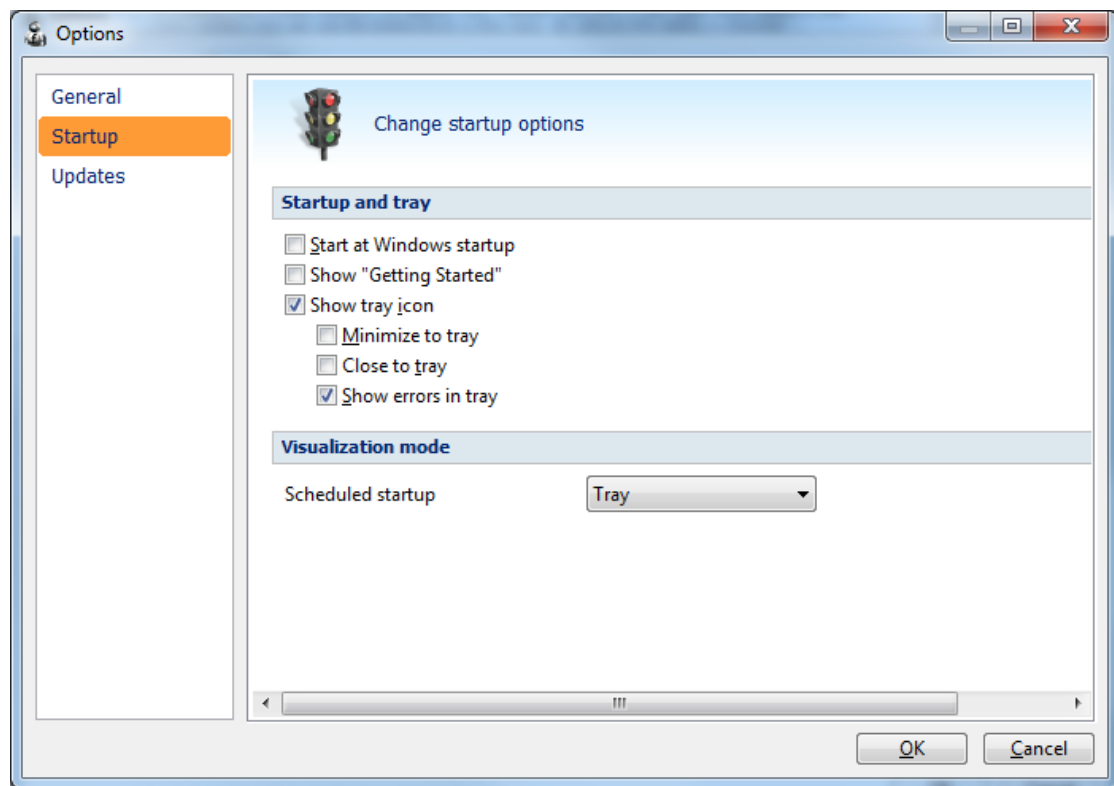 Options
General
Startup
Updates
Change startup options
Startup and tray
Start at Windows startup
Show "Getting Started"
Show tray icon
Minimize to tray
Close to tray
Show errors in tray
Visualization mode
Scheduled startup Tray
OK Cancel